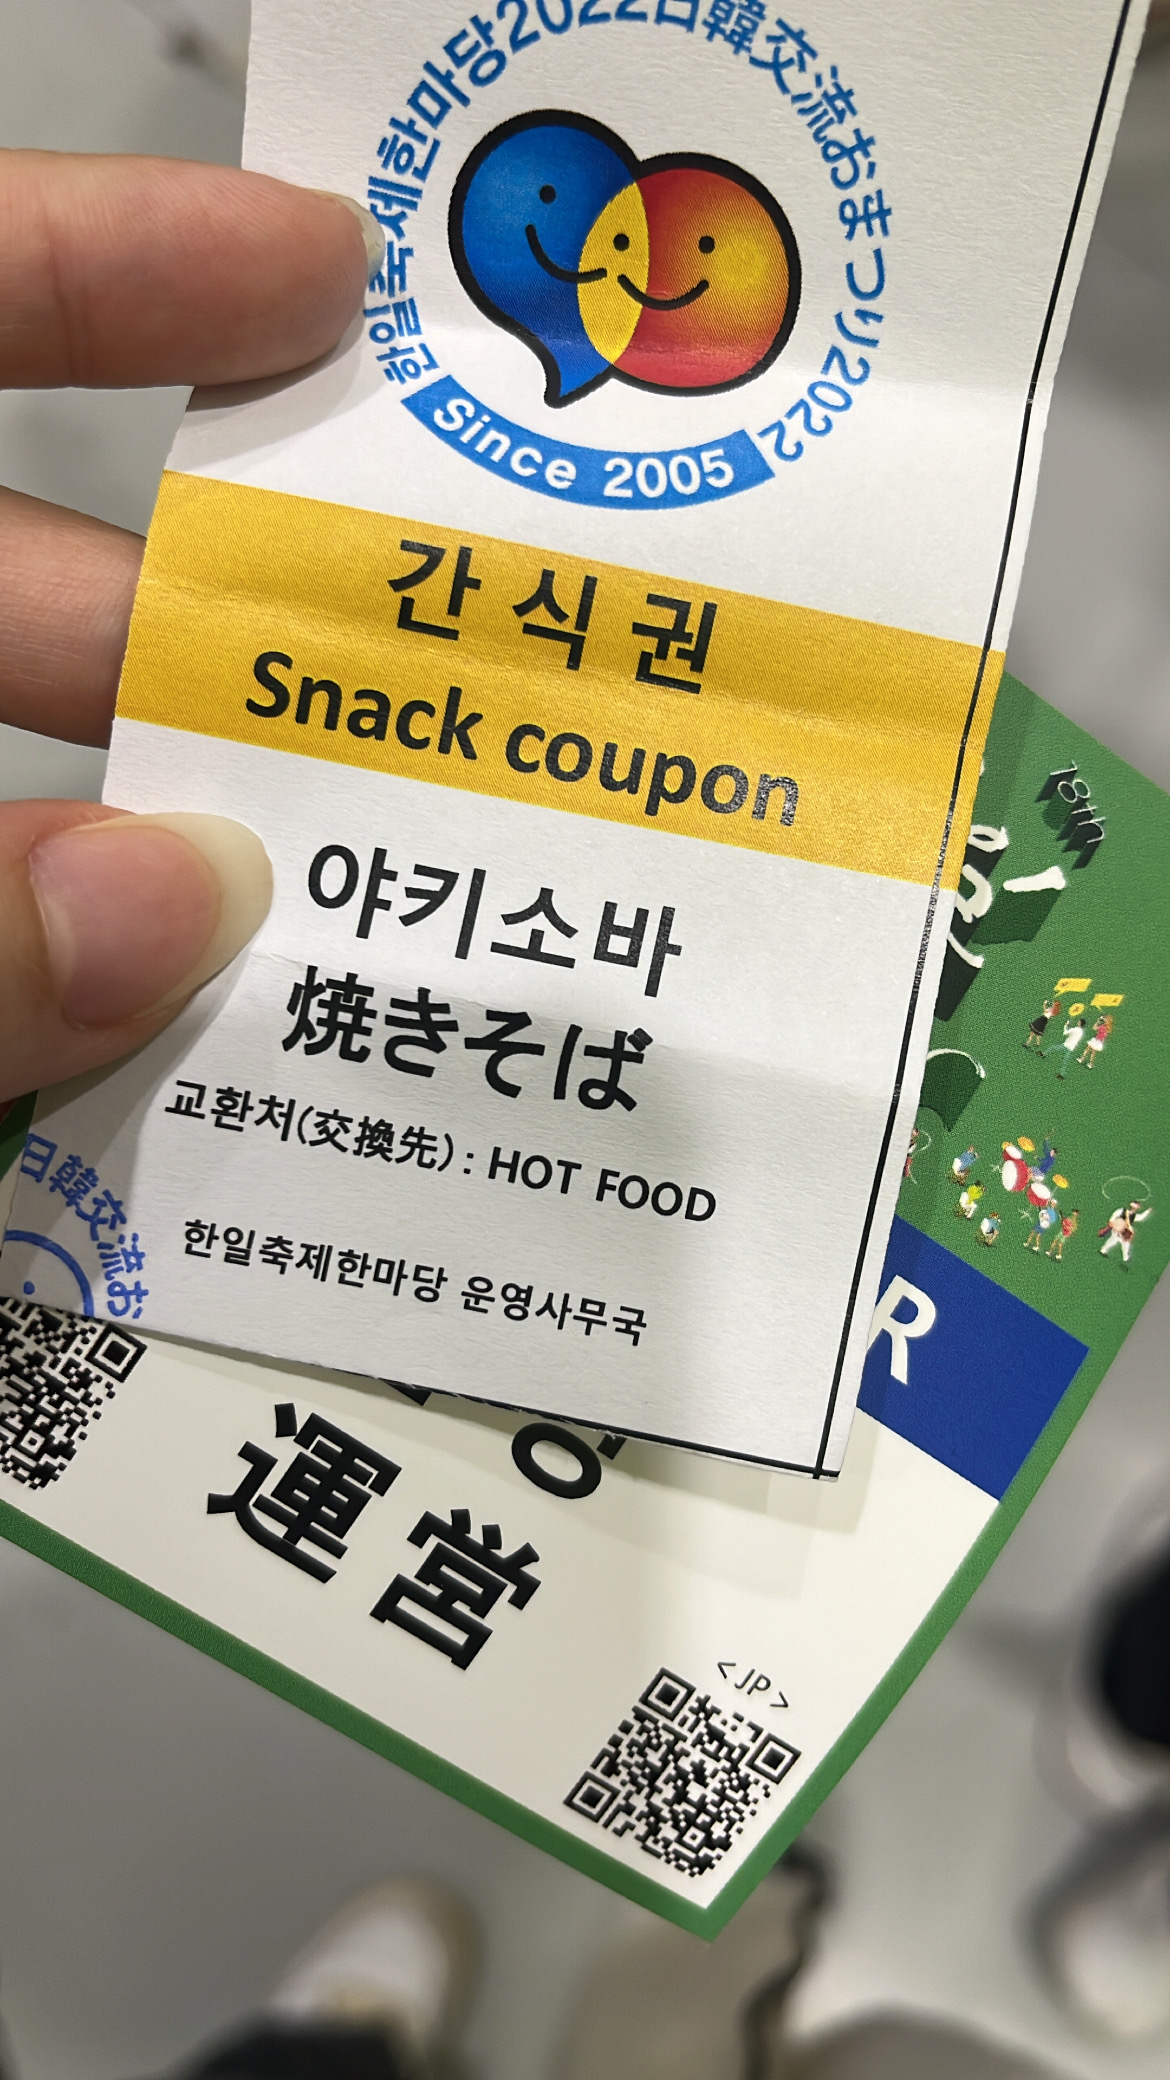 한일축제한마당2022日韓交流おまつり2022
Since 2005
간식권
Snack coupon
야키소바
焼きそば
교환처(交換先) : HOT FOOD
한일축제한마당 운영사무국
日韓交流お
18th
R
運営
<JP>